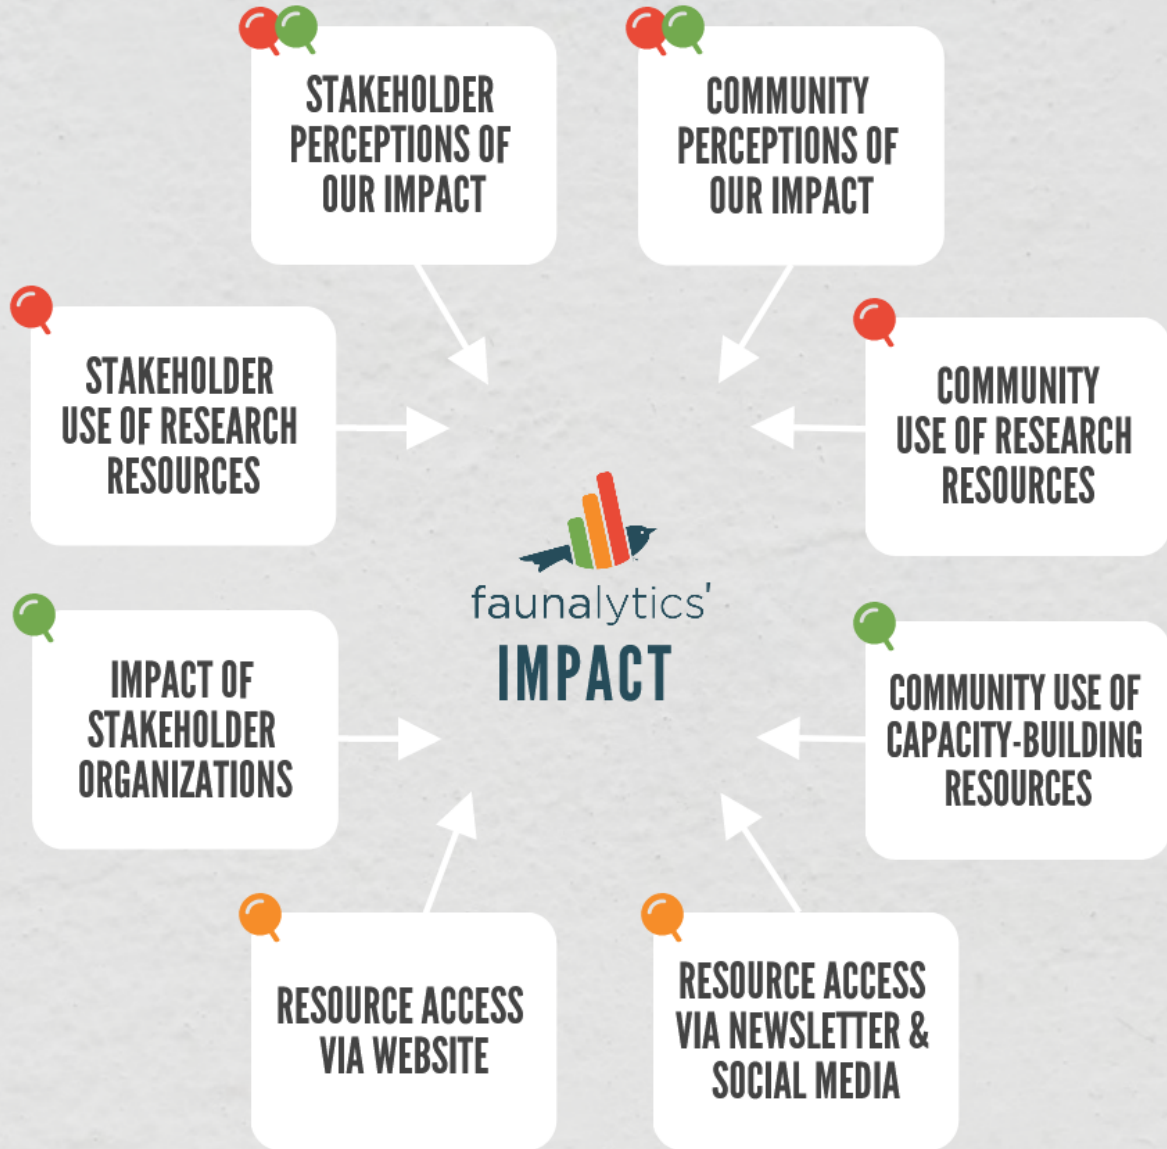 STAKEHOLDER
PERCEPTIONS OF
OUR IMPACT
COMMUNITY
PERCEPTIONS OF
OUR IMPACT
STAKEHOLDER
USE OF RESEARCH
RESOURCES
COMMUNITY
USE OF RESEARCH
RESOURCES
faunalytics'
IMPACT
IMPACT OF
STAKEHOLDER
ORGANIZATIONS
COMMUNITY USE OF
CAPACITY-BUILDING
RESOURCES
RESOURCE ACCESS
VIA WEBSITE
RESOURCE ACCESS
VIA NEWSLETTER &
SOCIAL MEDIA